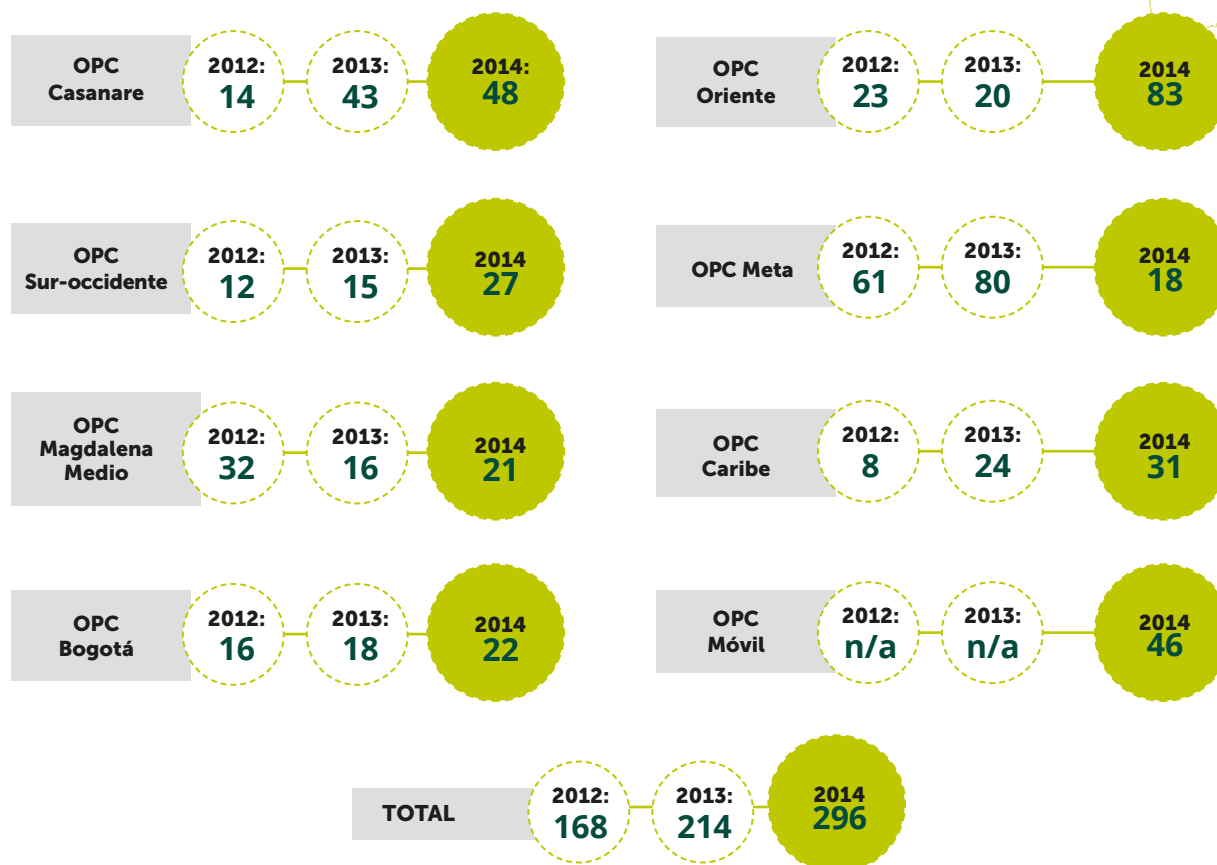 OPC
Casanare
2012:
14
2013:
43
2014:
48
OPC
Oriente
2012:
23
2013:
20
2014
83
OPC
Sur-occidente
2012:
12
2013:
15
2014
27
OPC Meta
2012:
61
2013:
80
2014
18
OPC
Magdalena
Medio
2012:
32
2013:
16
2014
21
OPC
Caribe
2012:
8
2013:
24
2014
31
OPC
Bogotá
2012:
16
2013:
18
2014
22
OPC
Móvil
2012:
n/a
2013:
n/a
2014
46
TOTAL
2012:
168
2013:
214
2014
296